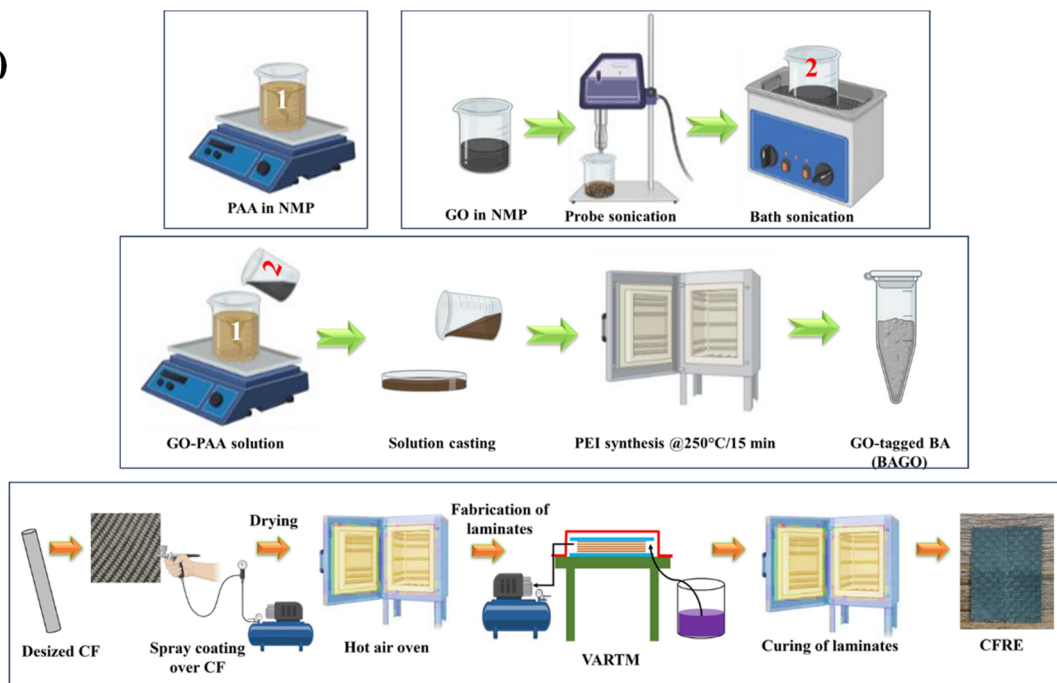 )
1
2
PAA in NMP
GO in NMP
Probe sonication
Bath sonication
2
1
GO-PAA solution
Solution casting
PEI synthesis @250°C/15 min
GO-tagged BA
(BAGO)
Drying
Fabrication of
laminates
Desized CF
Spray coating
over CF
Hot air oven
VARTM
Curing of laminates
CFRE